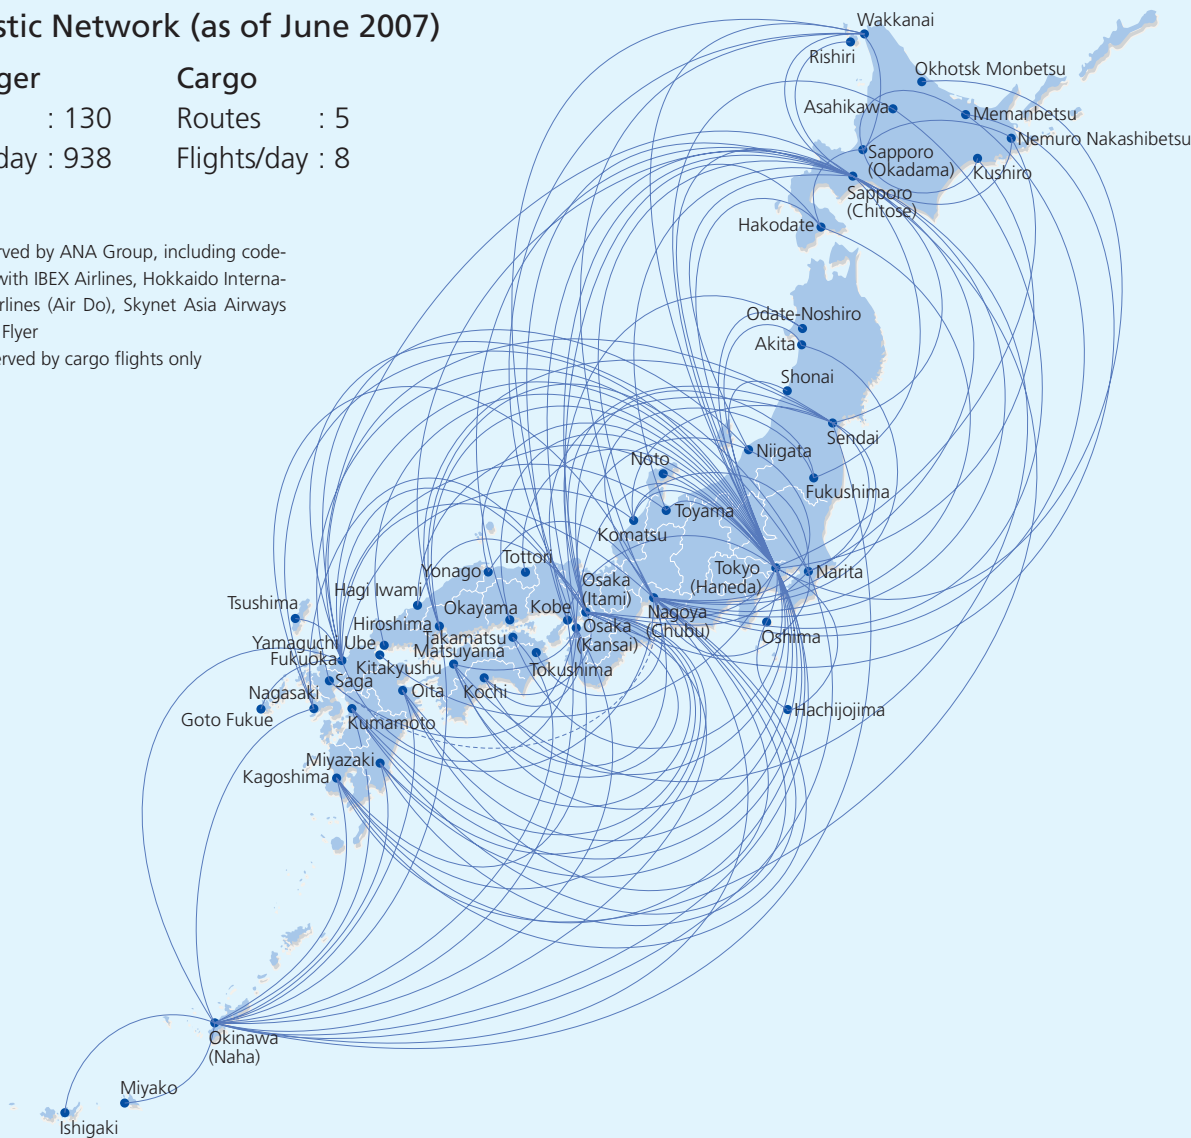 stic Network (as of June 2007)
ger Cargo
: 130 Routes : 5
day : 938 Flights/day : 8
rved by ANA Group, including code-
with IBEX Airlines, Hokkaido Interna-
rlines (Air Do), Skynet Asia Airways
Flyer
erved by cargo flights only
Wakkanai
Rishiri
Okhotsk Monbetsu
Asahikawa
Memanbetsu
Nemuro Nakashibetsu
Sapporo
(Okadama)
Kushiro
Sapporo
(Chitose)
Hakodate
Odate-Noshiro
Akita
Shonai
Sendai
Niigata
Noto
Fukushima
Toyama
Komatsu
Tottori
Yonago
Tokyo
(Haneda)
Narita
Osaka
(Itami)
Hagi Iwami
Tsushima
Okayama
Kobe
Nagoya
(Chubu)
Hiroshima
Osaka
(Kansai)
Oshima
Takamatsu
Yamaguchi Ube
Matsuyama
Fukuoka
Kitakyushu
Tokushima
Saga
Nagasaki
Oita
Kochi
Goto Fukue
Kumamoto
Hachijojima
Miyazaki
Kagoshima
Okinawa
(Naha)
Miyako
Ishigaki